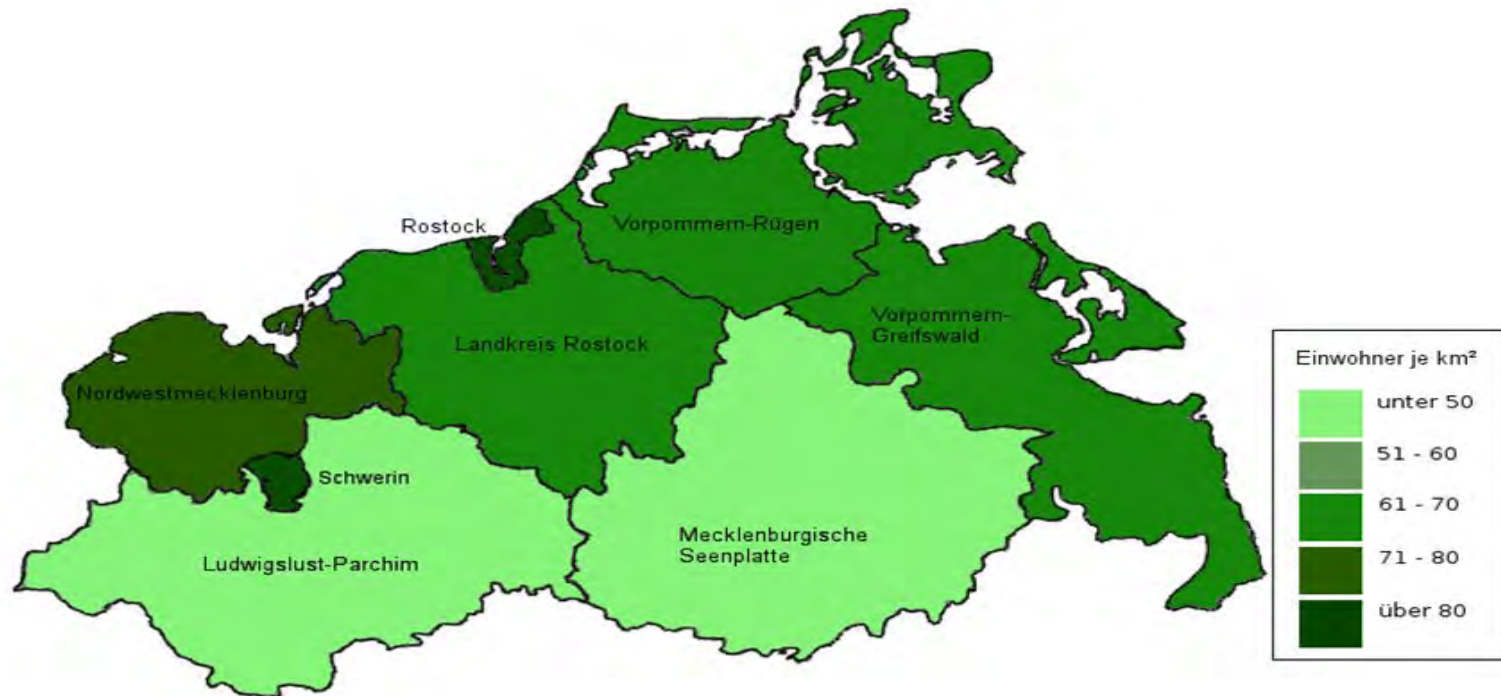 Rostock
Vorpommern-Rügen
Vorpommern-
Greifswald
Landkreis Rostock
Nordwestmecklenburg
Schwerin
Mecklenburgische
Seenplatte
Ludwigslust-Parchim
Einwohner je km²
unter 50
51 - 60
61 - 70
71 - 80
über 80